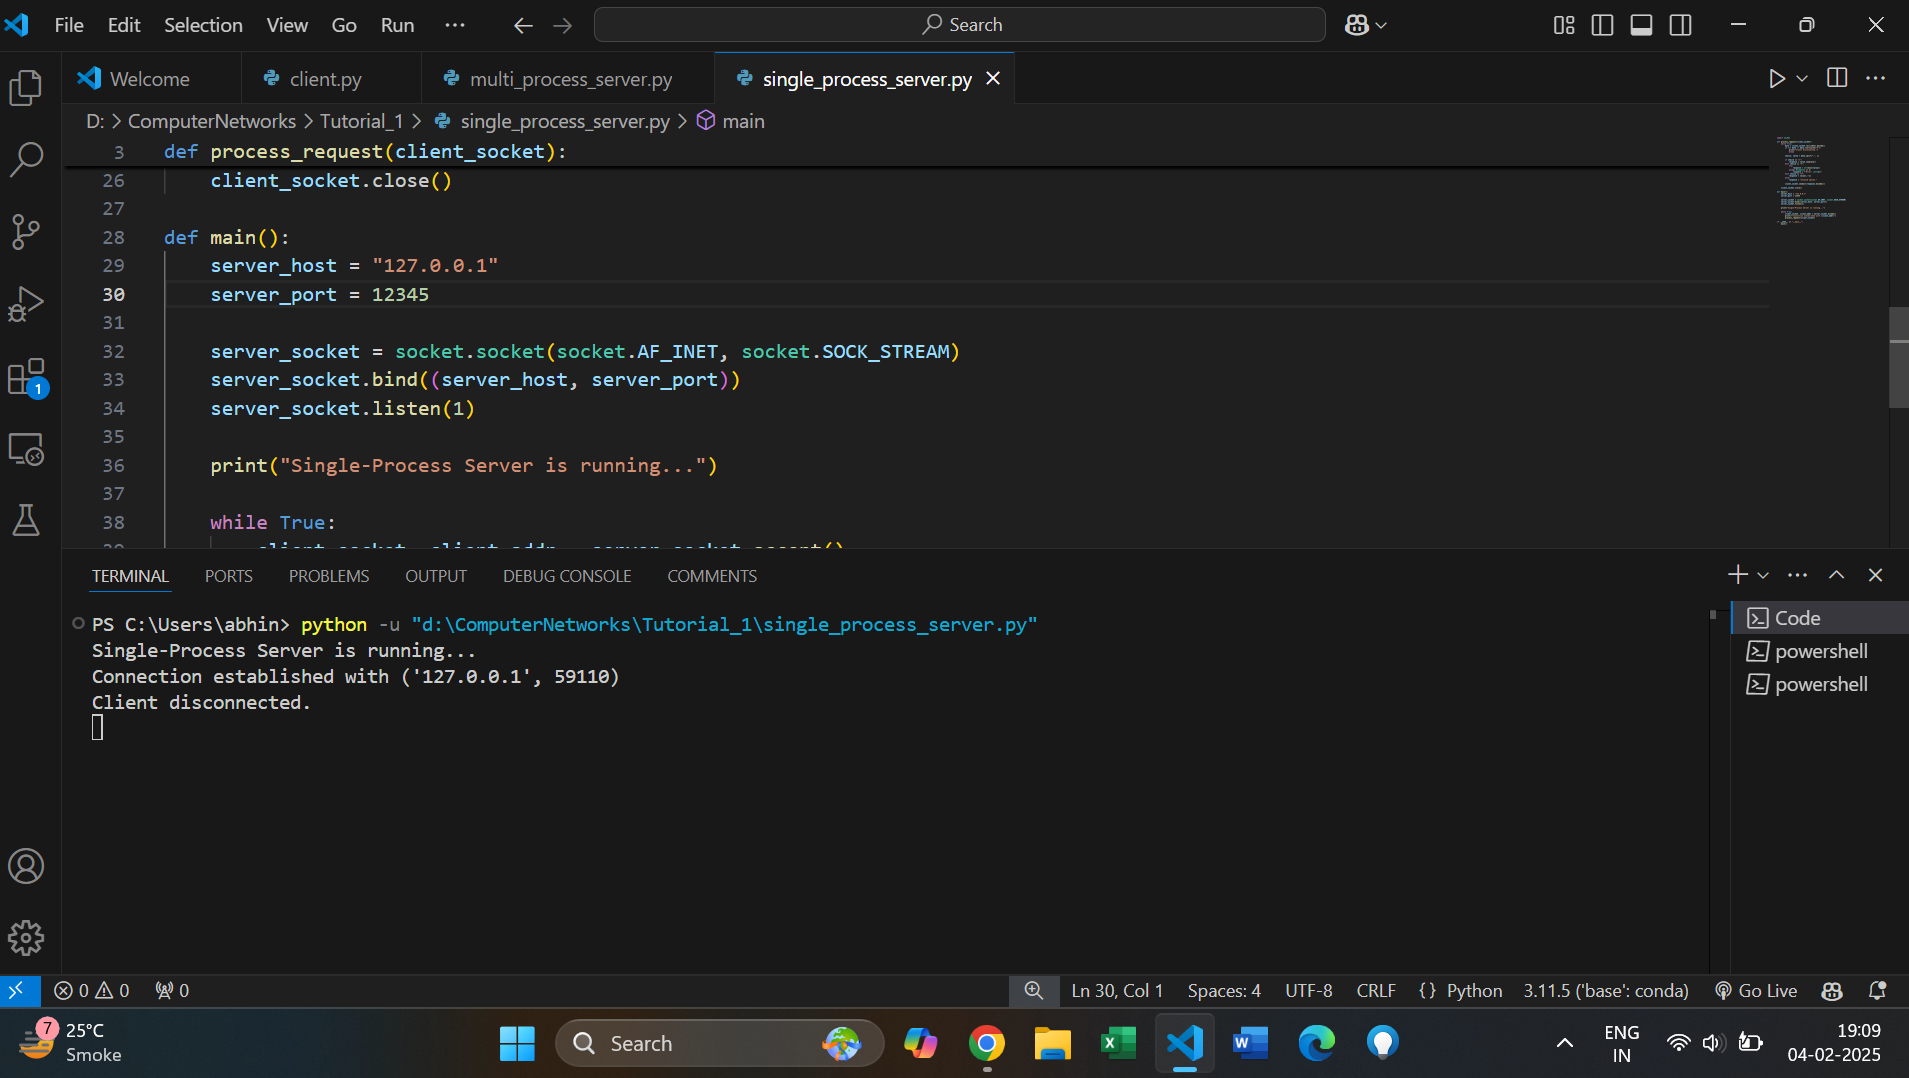 File Edit Selection View Go Run ...
Search
Welcome client.py multi_process_server.py single_process_server.py
D: > ComputerNetworks > Tutorial_1 > single_process_server.py > main
3 def process_request(client_socket):
26 client_socket.close()
27
28 def main():
29 server_host = "127.0.0.1"
30 server_port = 12345
31
32 server_socket = socket.socket(socket.AF_INET, socket.SOCK_STREAM)
33 server_socket.bind((server_host, server_port))
34 server_socket.listen(1)
35
36 print("Single-Process Server is running...")
37
38 while True:
1
TERMINAL PORTS PROBLEMS OUTPUT DEBUG CONSOLE COMMENTS
PS C:\Users\abhin> python -u "d:\ComputerNetworks\Tutorial_1\single_process_server.py"
Single-Process Server is running...
Connection established with ('127.0.0.1', 59110)
Client disconnected.
Code
powershell
powershell
0 0 0 Ln 30, Col 1 Spaces: 4 UTF-8 CRLF {} Python 3.11.5 ('base': conda) Go Live
7 25°C
Smoke
Search
ENG
IN
19:09
04-02-2025